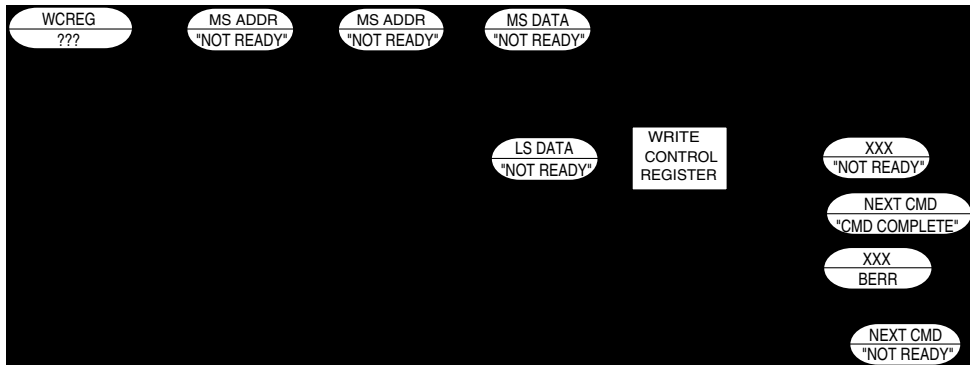 WCREG
???
MS ADDR
"NOT READY"
MS ADDR
"NOT READY"
MS DATA
"NOT READY"
LS DATA
"NOT READY"
WRITE
CONTROL
REGISTER
XXX
"NOT READY"
NEXT CMD
"CMD COMPLETE"
XXX
BERR
NEXT CMD
"NOT READY"